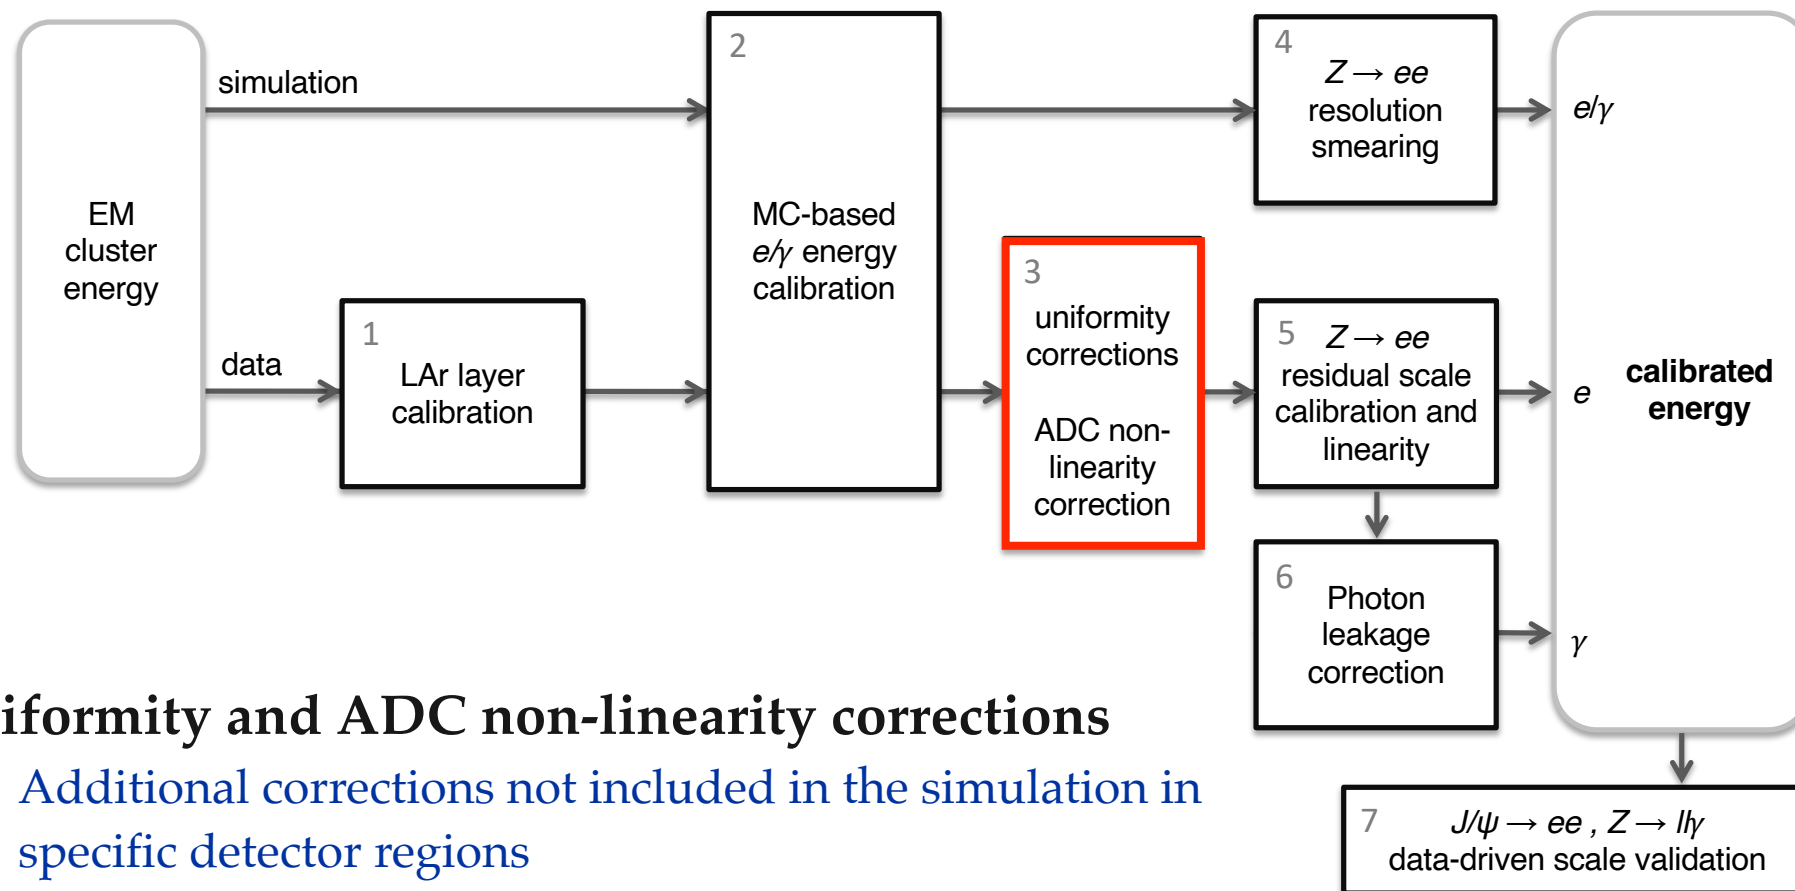 EM
cluster
energy
simulation
data
1
LAr layer
calibration
2
MC-based
e/γ energy
calibration
3
uniformity
corrections
ADC non-
linearity
correction
4
Z → ee
resolution
smearing
5
Z → ee
residual scale
calibration and
linearity
6
Photon
leakage
correction
e/γ
e
γ
calibrated
energy
7
J/ψ → ee , Z → llγ
data-driven scale validation
iformity and ADC non-linearity corrections
Additional corrections not included in the simulation in
specific detector regions